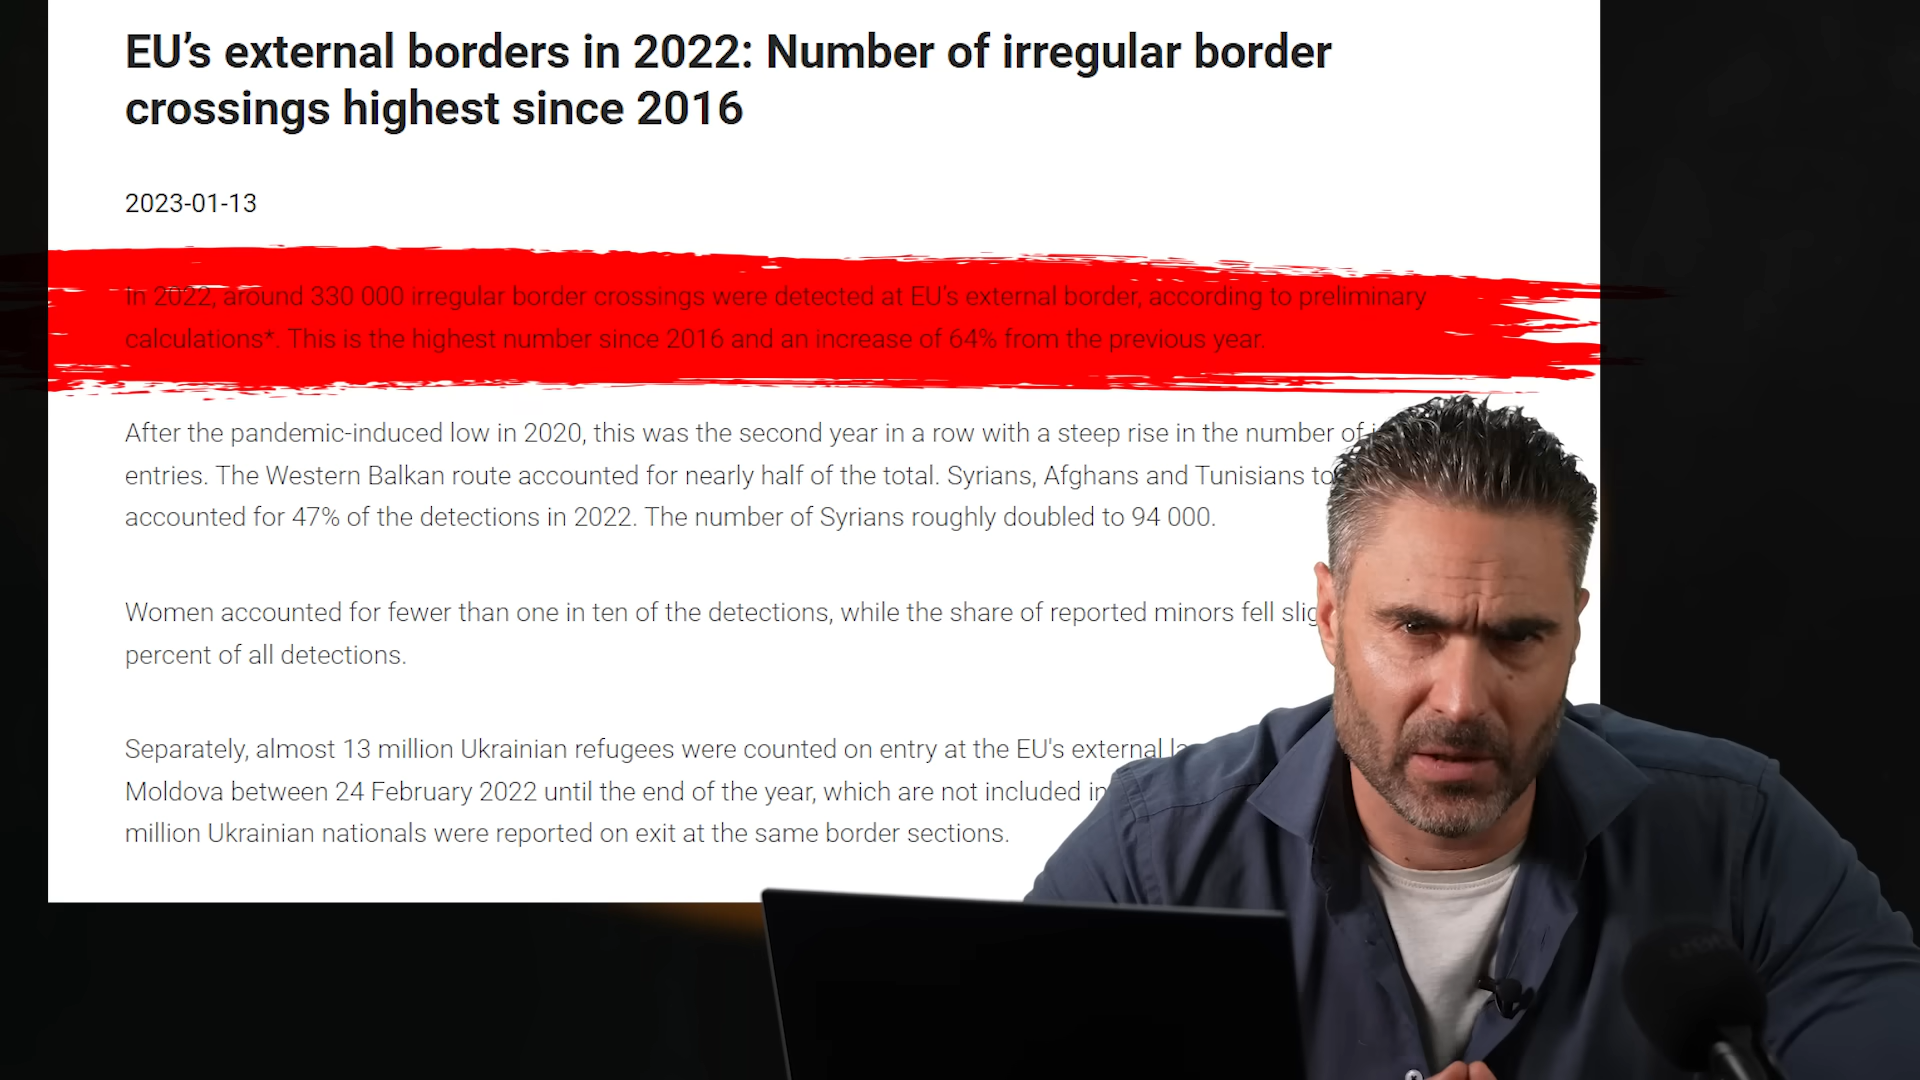 EU’s external borders in 2022: Number of irregular border
crossings highest since 2016
2023-01-13
In 2022, around 330 000 irregular border crossings were detected at EU’s external border, according to preliminary
calculations*. This is the highest number since 2016 and an increase of 64% from the previous year.
After the pandemic-induced low in 2020, this was the second year in a row with a steep rise in the number of
entries. The Western Balkan route accounted for nearly half of the total. Syrians, Afghans and Tunisians
accounted for 47% of the detections in 2022. The number of Syrians roughly doubled to 94 000.
Women accounted for fewer than one in ten of the detections, while the share of reported minors fell
percent of all detections.
Separately, almost 13 million Ukrainian refugees were counted on entry at the EU's external
Moldova between 24 February 2022 until the end of the year, which are not included in
million Ukrainian nationals were reported on exit at the same border sections.